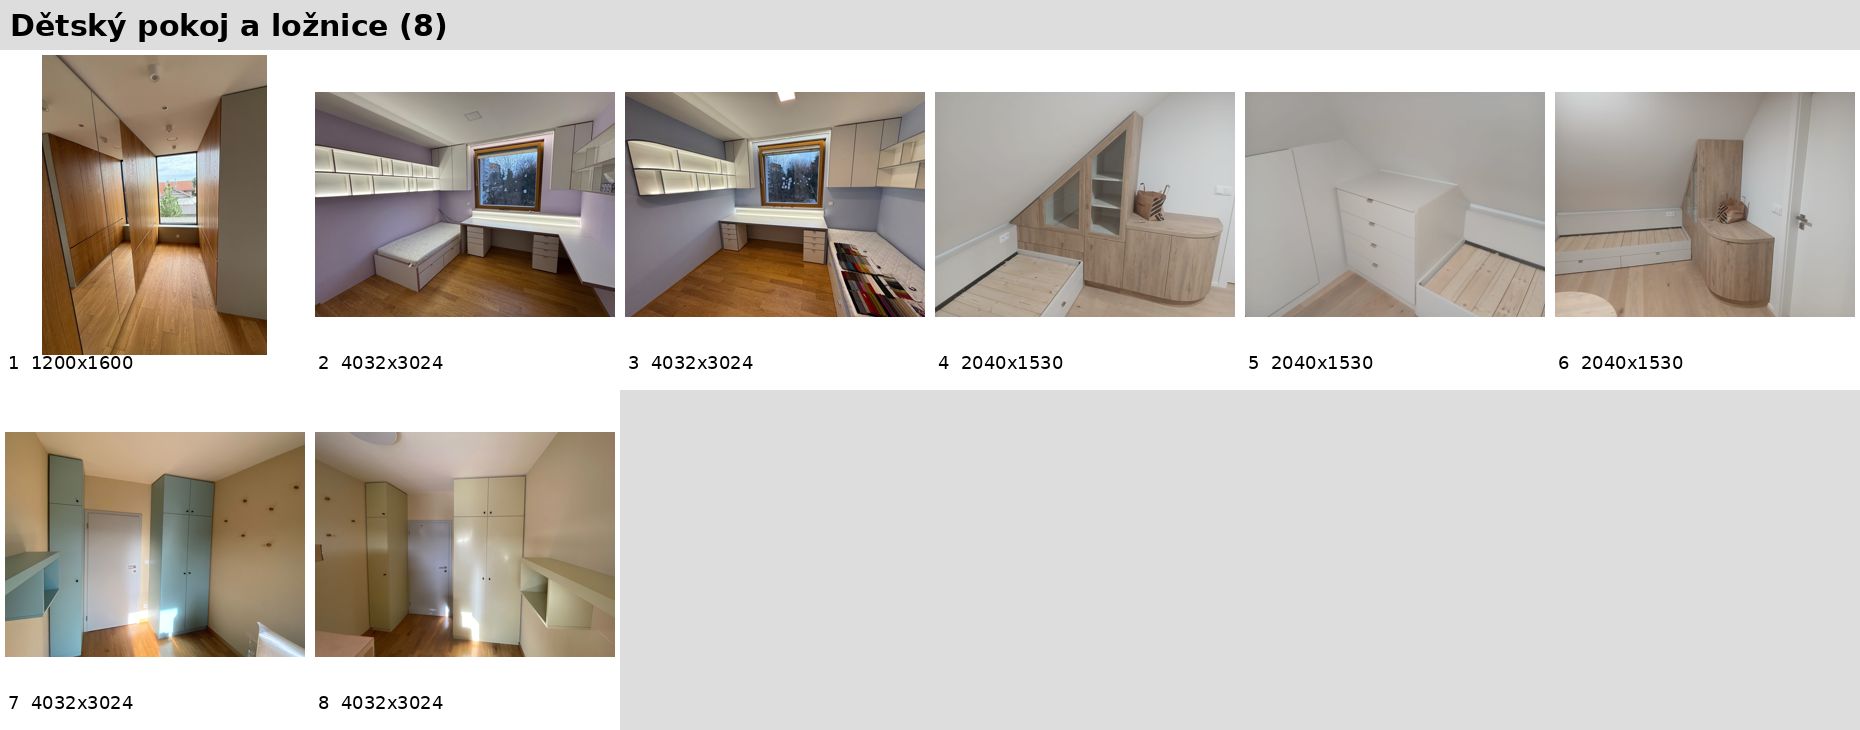 Dětský pokoj a ložnice (8)
1 1200x1600
2 4032x3024
3 4032x3024
4 2040x1530
5 2040x1530
6 2040x1530
7 4032x3024
8 4032x3024